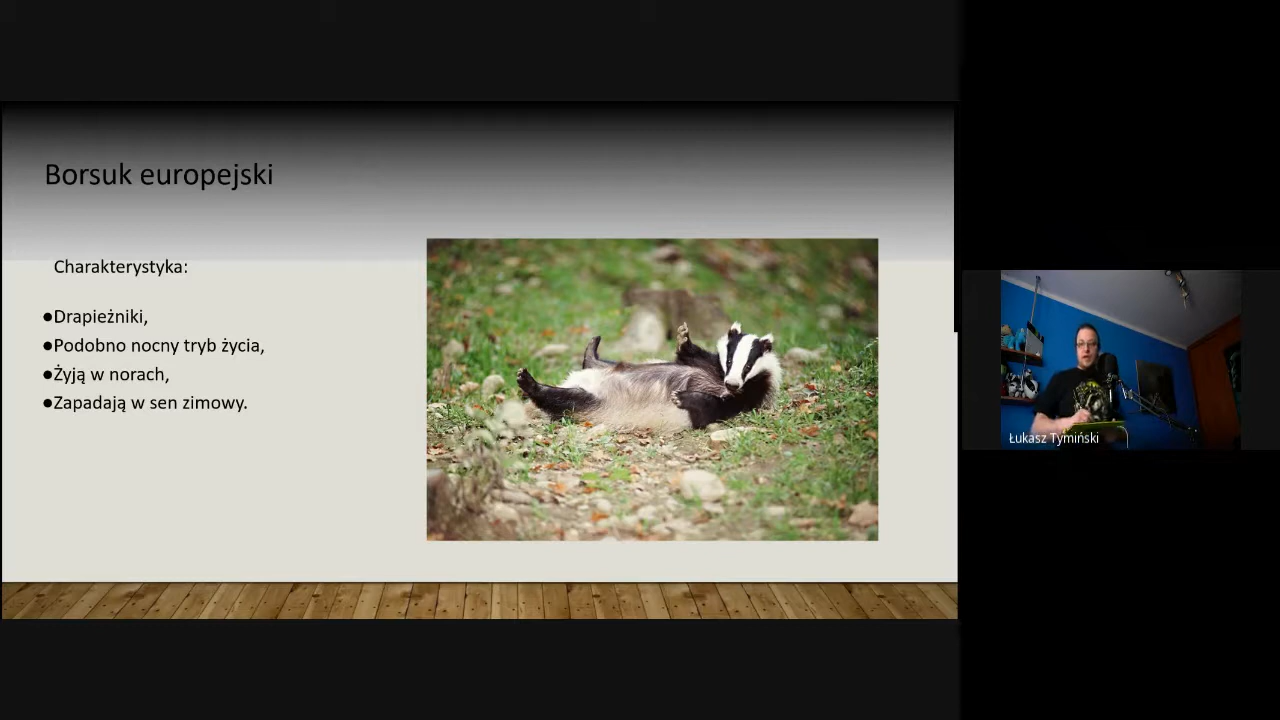 Borsuk europejski
Charakterystyka:
●Drapieżniki,
●Podobno nocny tryb życia,
●Żyją w norach,
●Zapadają w sen zimowy.
Łukasz Tymiński